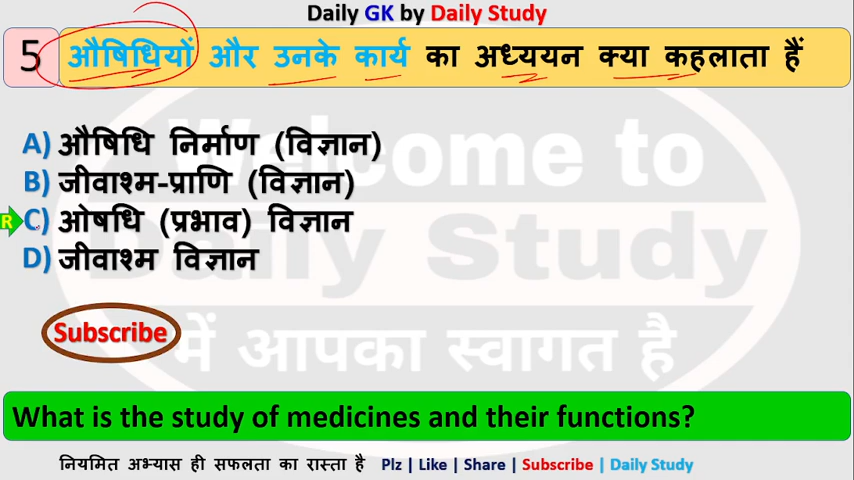 Daily GK by Daily Study
5 औषिधियों और उनके कार्य का अध्ययन क्या कहलाता हैं
A) औषिधि निर्माण (विज्ञान)
B) जीवाश्म-प्राणि (विज्ञान)
R C) ओषधि (प्रभाव) विज्ञान
D) जीवाश्म विज्ञान
Welcome to
Daily Study
में आपका स्वागत है
Subscribe
What is the study of medicines and their functions?
नियमित अभ्यास ही सफलता का रास्ता है Plz | Like | Share | Subscribe | Daily Study